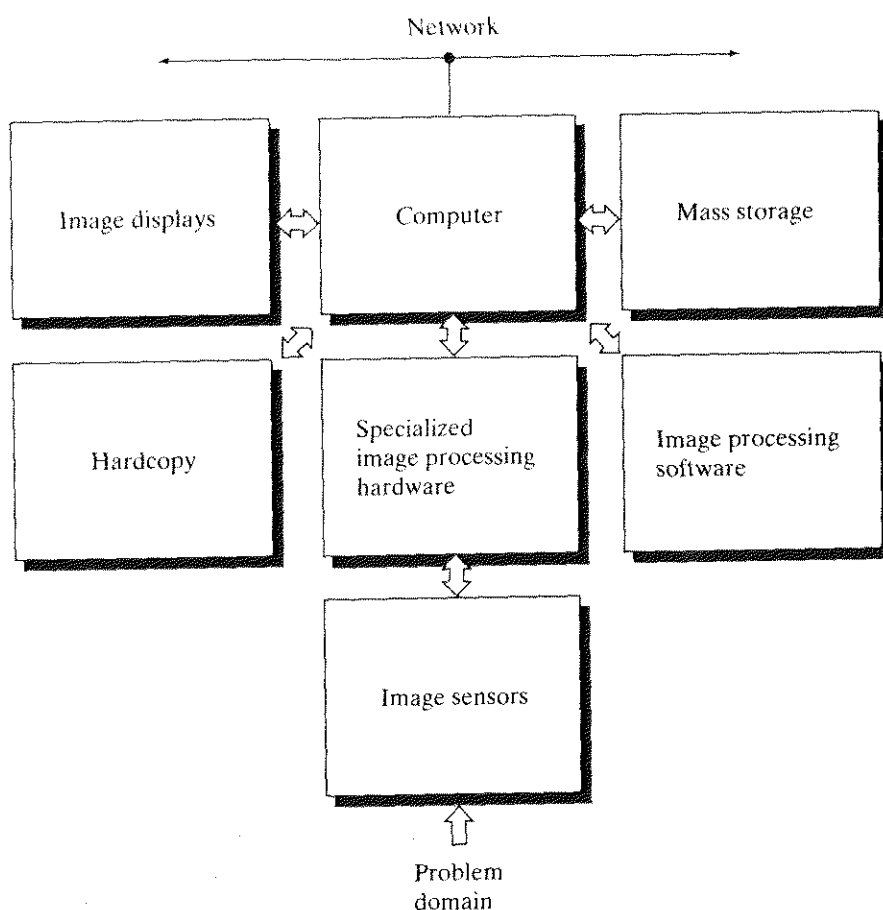 Network
Image displays
Computer
Mass storage
Hardcopy
Specialized
image processing
hardware
Image processing
software
Image sensors
Problem
domain